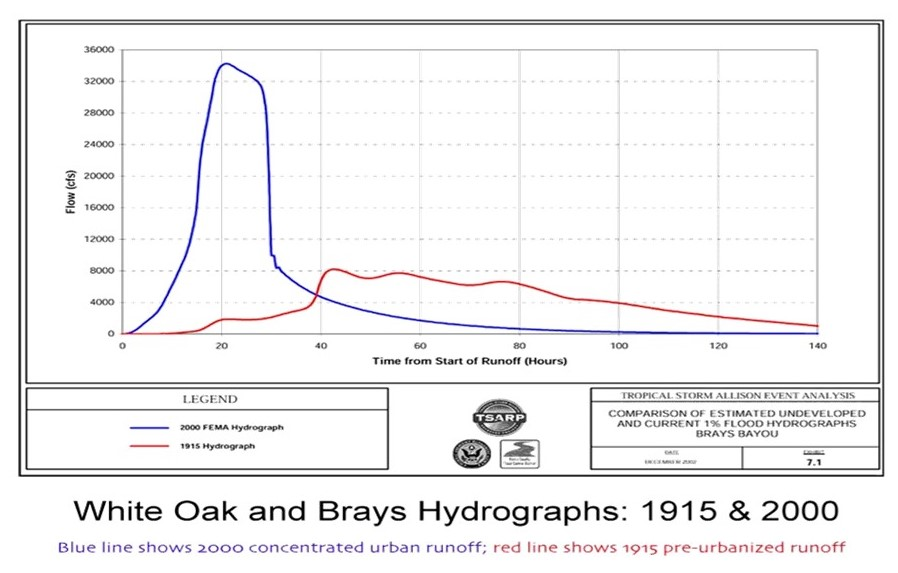 36000
32000
28000
24000
20000
16000
12000
8000
4000
0
Flow (cfs)
0 20 40 60 80 100 120 140
Time from Start of Runoff (Hours)
LEGEND
2000 FEMA Hydrograph
1915 Hydrograph
TSARP
TROPICAL STORM ALLISON EVENT ANALYSIS
COMPARISON OF ESTIMATED UNDEVELOPED
AND CURRENT 1% FLOOD HYDROGRAPHS
BRAYS BAYOU
DATE
DECEMBER 2002
EXHIBIT
7.1
White Oak and Brays Hydrographs: 1915 & 2000
Blue line shows 2000 concentrated urban runoff; red line shows 1915 pre-urbanized runoff